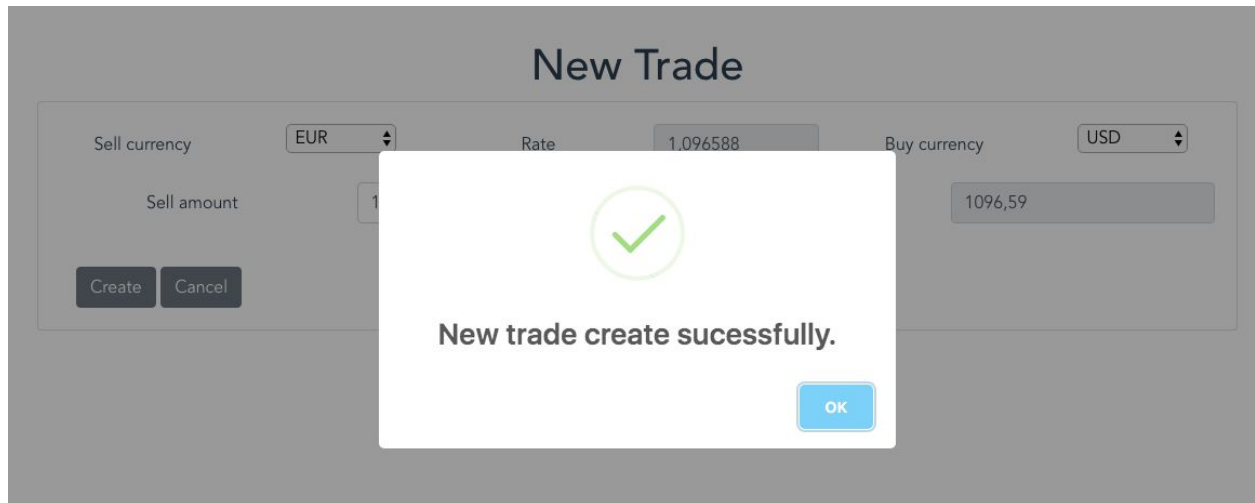 New Trade
Sell currency EUR Rate 1,096588 Buy currency USD
Sell amount 1 1096,59
Create Cancel
New trade create sucessfully.
OK